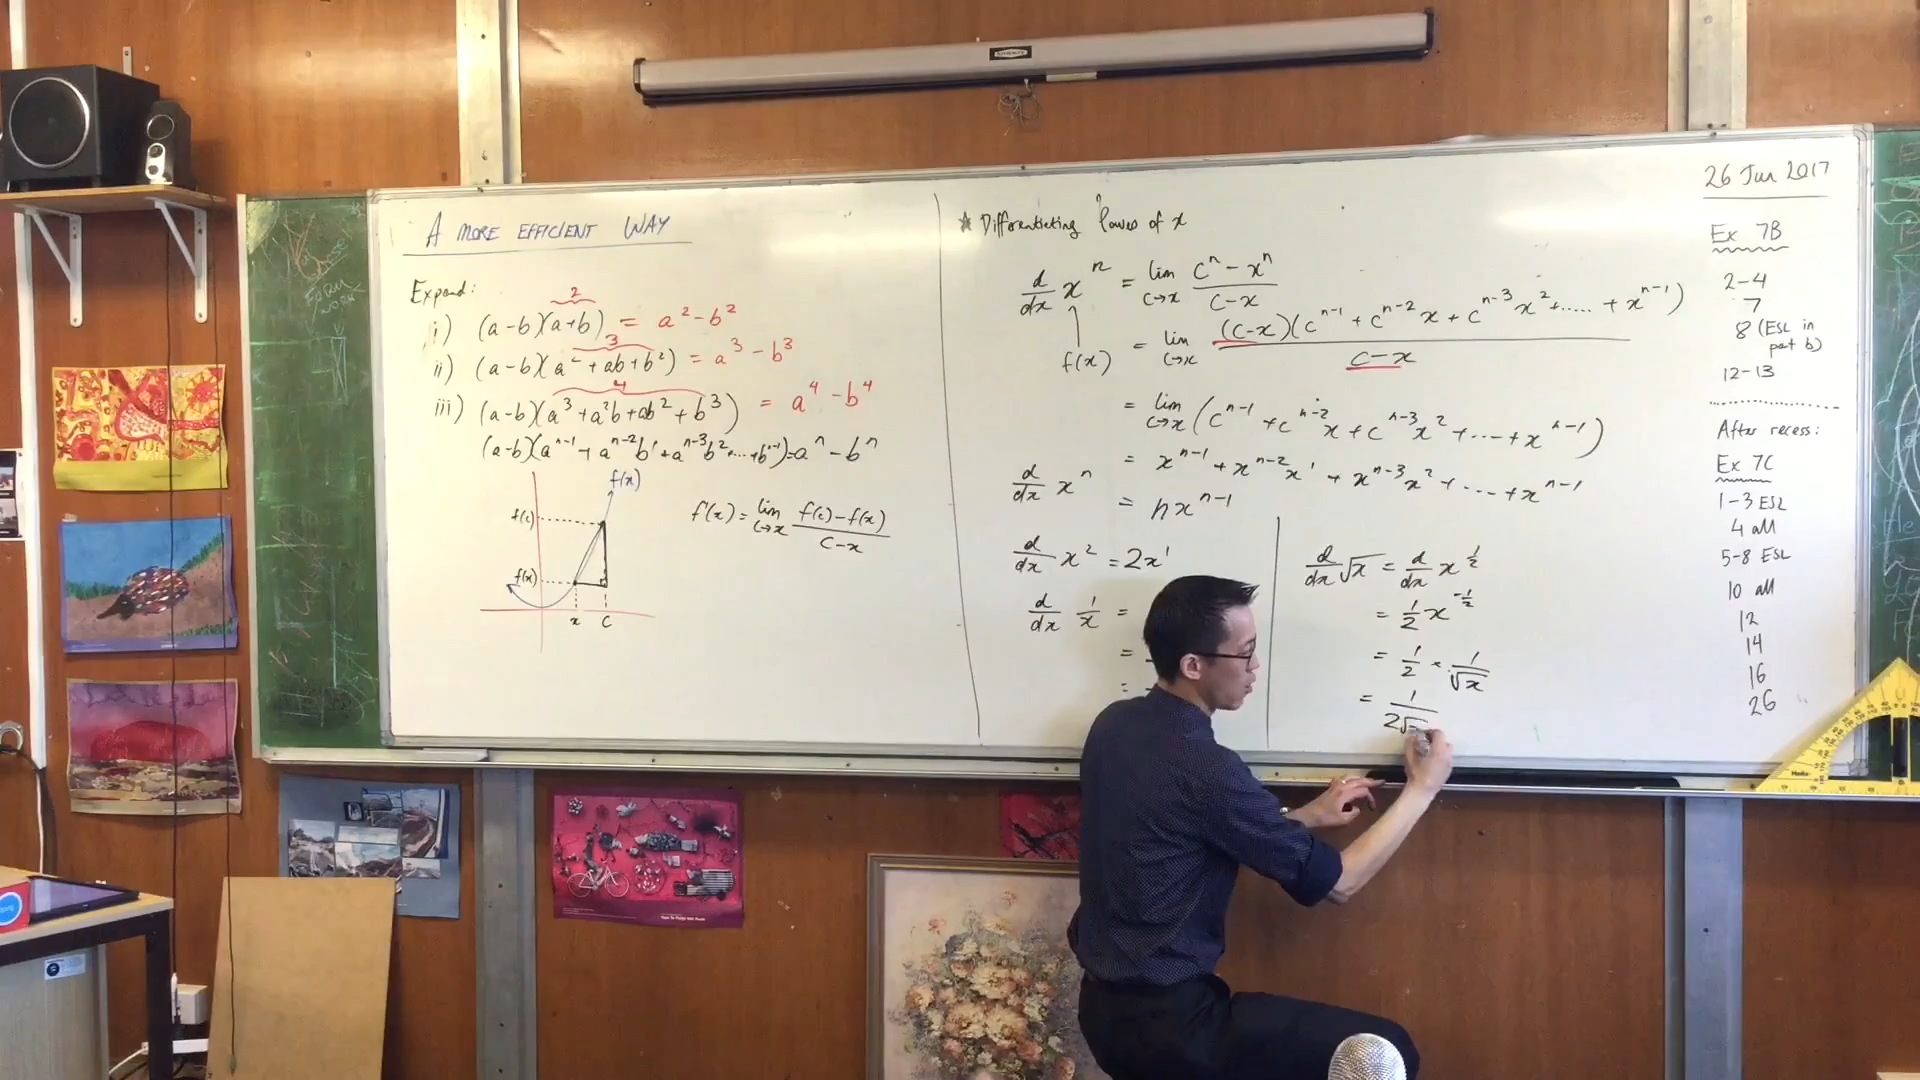 A MORE EFFICIENT WAY
Expand:
2
i) (a-b)(a+b) = a² - b²
3
ii) (a-b)(a² + ab + b²) = a³ - b³
4
iii) (a-b)(a³ + a²b + ab² + b³) = a⁴ - b⁴
(a-b)(aⁿ⁻¹ + aⁿ⁻²b¹ + aⁿ⁻³b² ... + bⁿ⁻¹) = aⁿ - bⁿ
f(x)
f(c)
f(x)
x c
f'(x) = lim c→x f(c) - f(x) / c - x
★ Differentiating Powers of x
d/dx xⁿ = lim c→x cⁿ - xⁿ / c - x
f(x)
= lim c→x (c-x)(cⁿ⁻¹ + cⁿ⁻²x + cⁿ⁻³x² + ..... + xⁿ⁻¹) / c - x
= lim c→x (cⁿ⁻¹ + cⁿ⁻²x + cⁿ⁻³x² + ... + xⁿ⁻¹)
= xⁿ⁻¹ + xⁿ⁻²x¹ + xⁿ⁻³x² + ... + xⁿ⁻¹
d/dx xⁿ = nxⁿ⁻¹
d/dx x² = 2x¹
d/dx 1/x =
=
=
d/dx √x = d/dx x^(1/2)
= 1/2 x^(-1/2)
= 1/2 × 1/√x
= 1/2√
26 Jun 2017
Ex 7B
2-4
7
8 (ESL in part b)
12-13
After recess:
Ex 7C
1-3 ESL
4 all
5-8 ESL
10 all
12
14
16
26